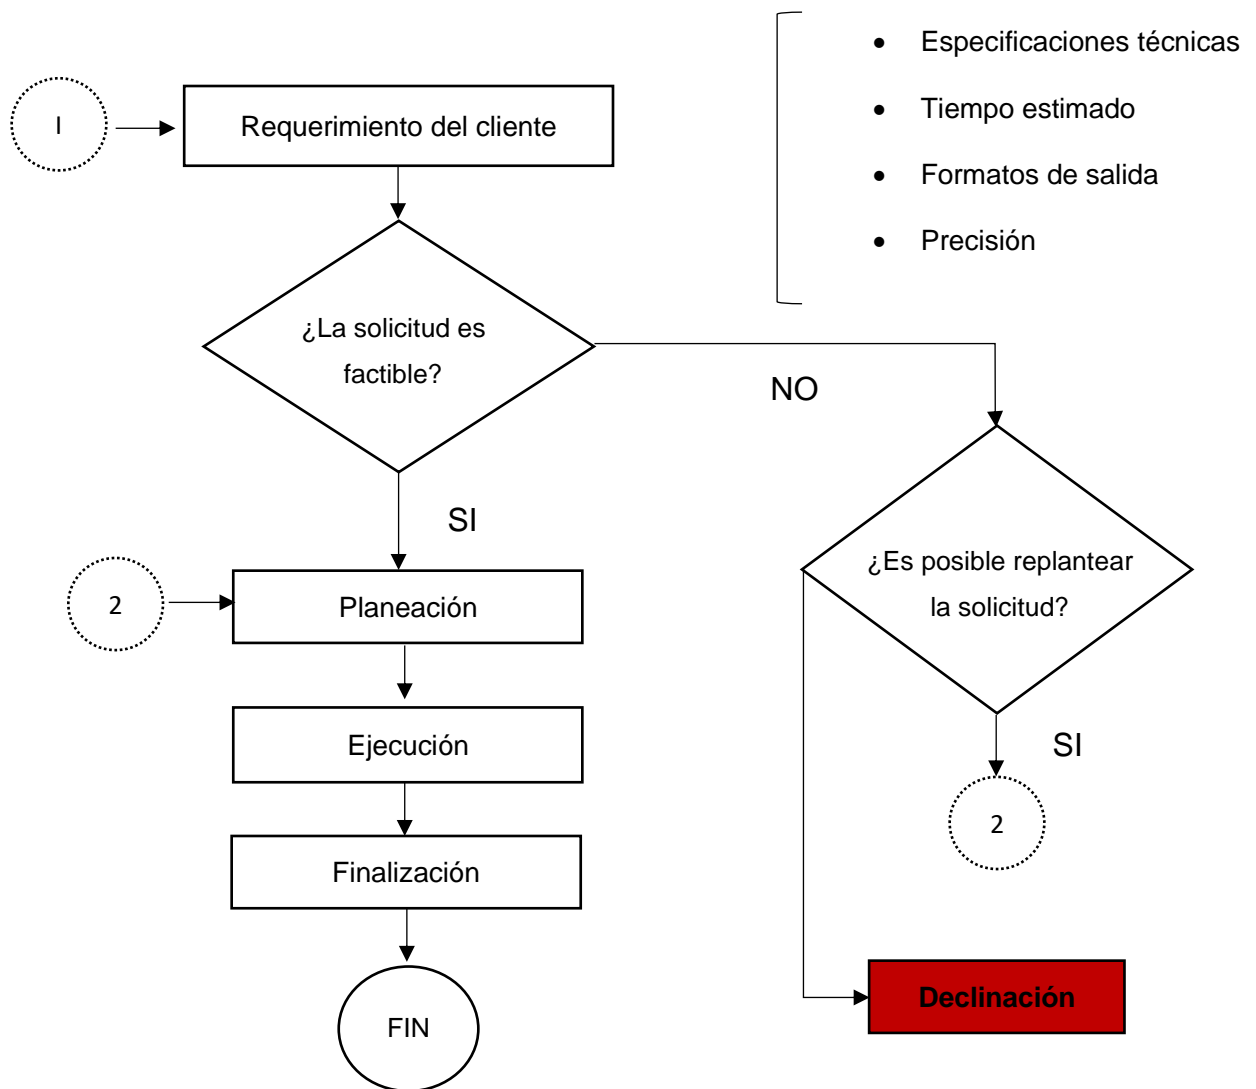 I
Requerimiento del cliente
• Especificaciones técnicas
• Tiempo estimado
• Formatos de salida
• Precisión
¿La solicitud es
factible?
NO
SI
¿Es posible replantear
la solicitud?
2
Planeación
Ejecución
SI
2
Finalización
Declinación
FIN